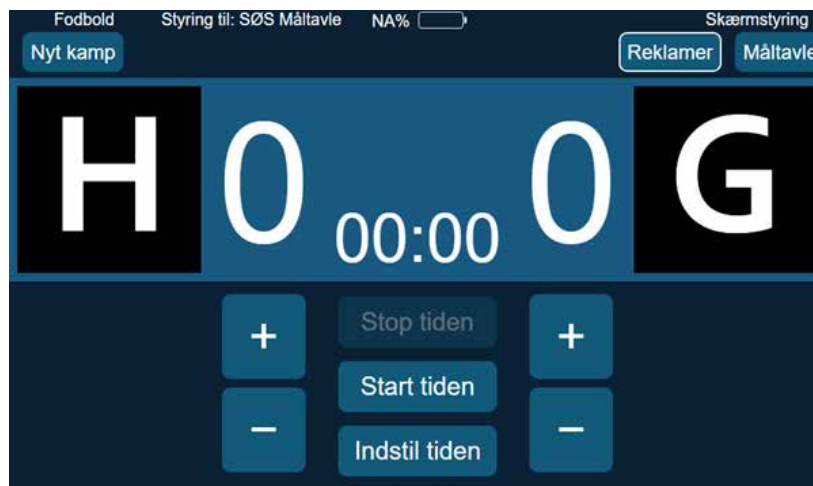 Fodbold Styring til: SØS Måltavle NA% Skærmstyring
Nyt kamp Reklamer Måltavle
H 0 00:00 0 G
+ Stop tiden +
Start tiden
− Indstil tiden −